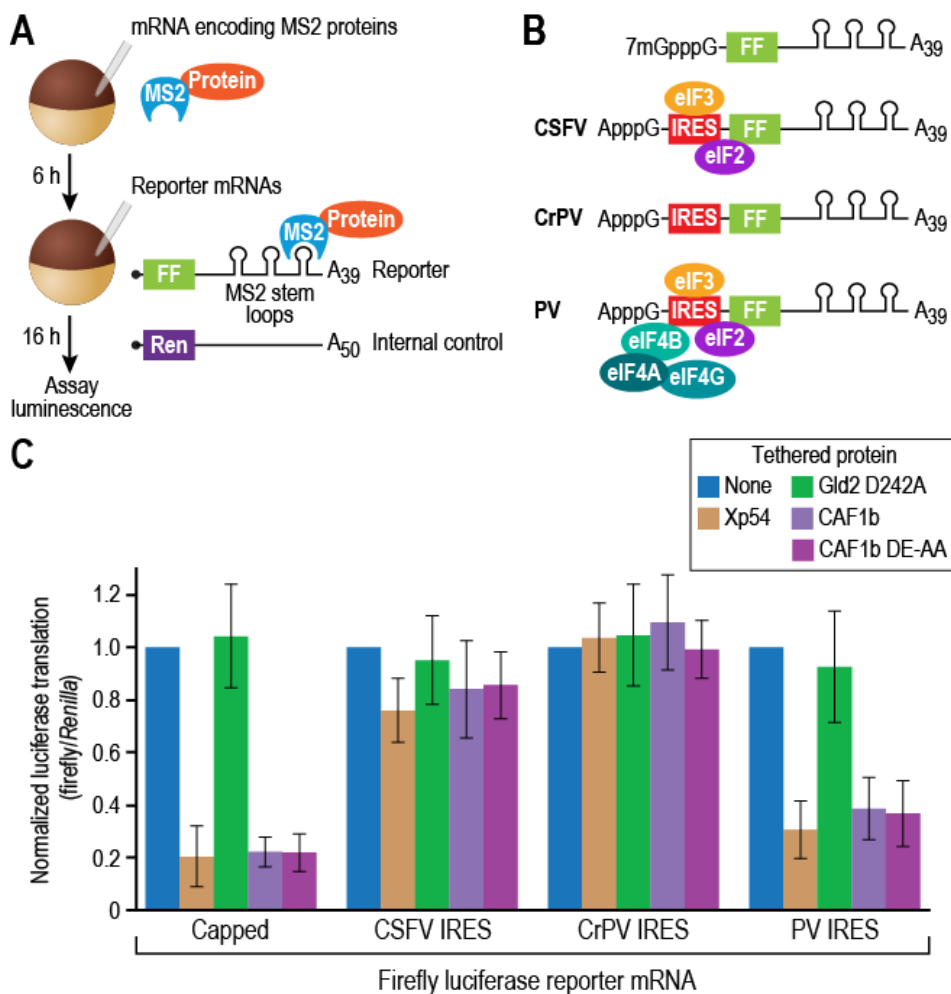 A
mRNA encoding MS2 proteins
MS2
Protein
6 h
Reporter mRNAs
MS2
Protein
FF
A39
Reporter
MS2 stem
loops
16 h
Ren
A50
Internal control
Assay
luminescence
B
7mGpppG
FF
A39
eIF3
CSFV
ApppG
IRES
FF
A39
eIF2
CrPV
ApppG
IRES
FF
A39
eIF3
PV
ApppG
IRES
FF
A39
eIF4B
eIF2
eIF4A
eIF4G
C
Tethered protein
None
Gld2 D242A
Xp54
CAF1b
CAF1b DE-AA
Normalized luciferase translation
(firefly/Renilla)
1.2
1.0
0.8
0.6
0.4
0.2
0
Capped
CSFV IRES
CrPV IRES
PV IRES
Firefly luciferase reporter mRNA